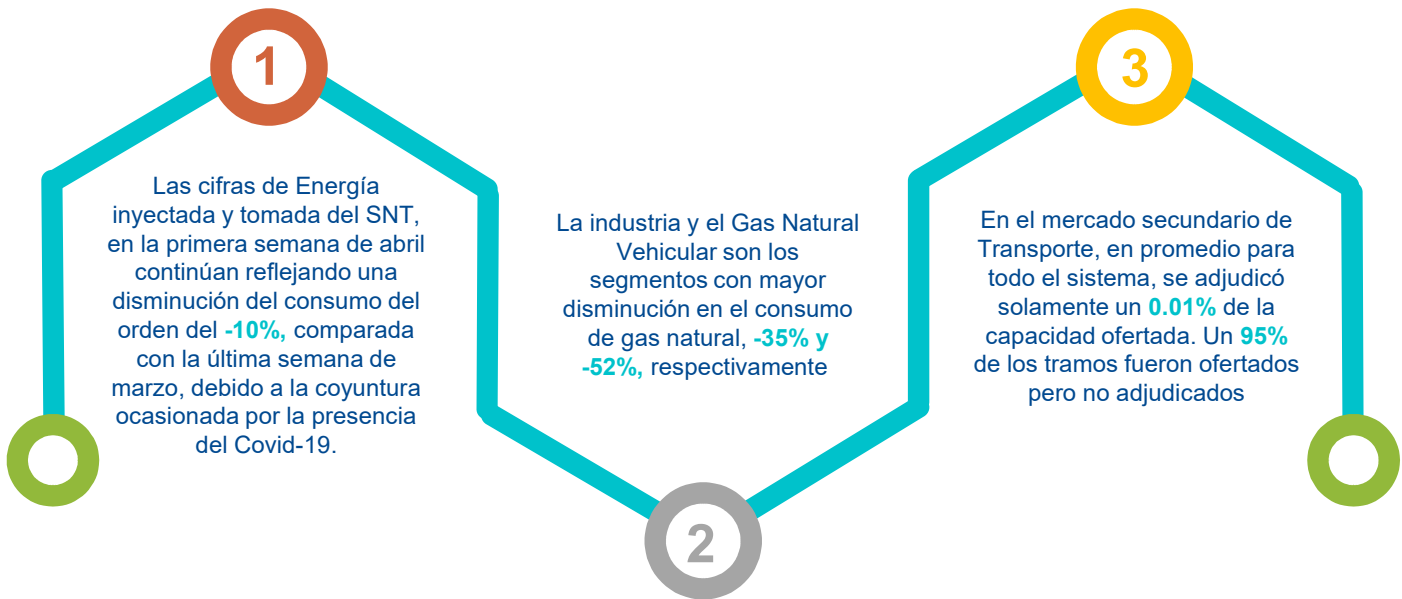 1
Las cifras de Energía
inyectada y tomada del SNT,
en la primera semana de abril
continúan reflejando una
disminución del consumo del
orden del -10%, comparada
con la última semana de
marzo, debido a la coyuntura
ocasionada por la presencia
del Covid-19.
2
La industria y el Gas Natural
Vehicular son los
segmentos con mayor
disminución en el consumo
de gas natural, -35% y
-52%, respectivamente
3
En el mercado secundario de
Transporte, en promedio para
todo el sistema, se adjudicó
solamente un 0.01% de la
capacidad ofertada. Un 95%
de los tramos fueron ofertados
pero no adjudicados